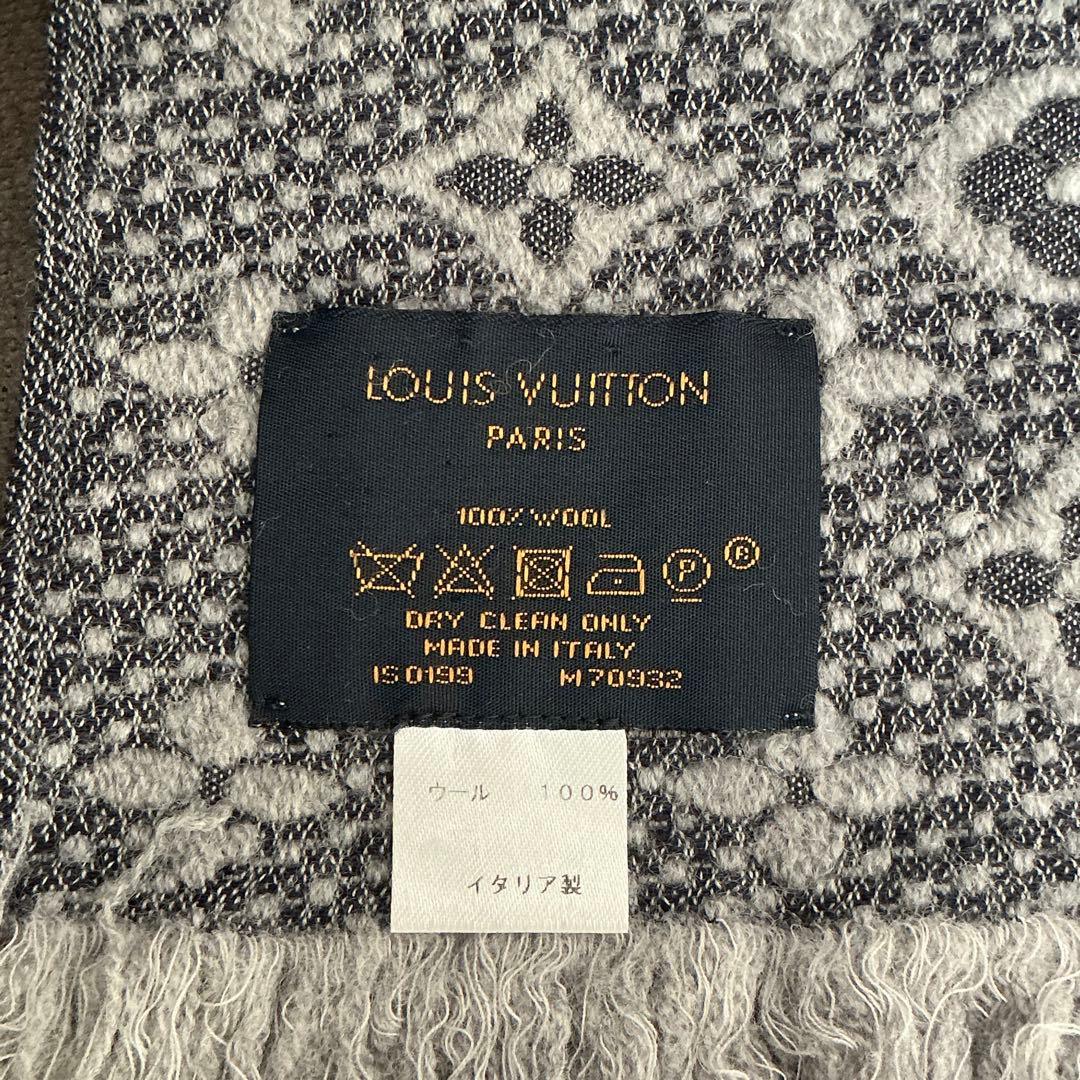 LOUIS VUITTON
PARIS
100% WOOL
P ®
DRY CLEAN ONLY
MADE IN ITALY
IS0199 M70932
ウール 100%
イタリア製